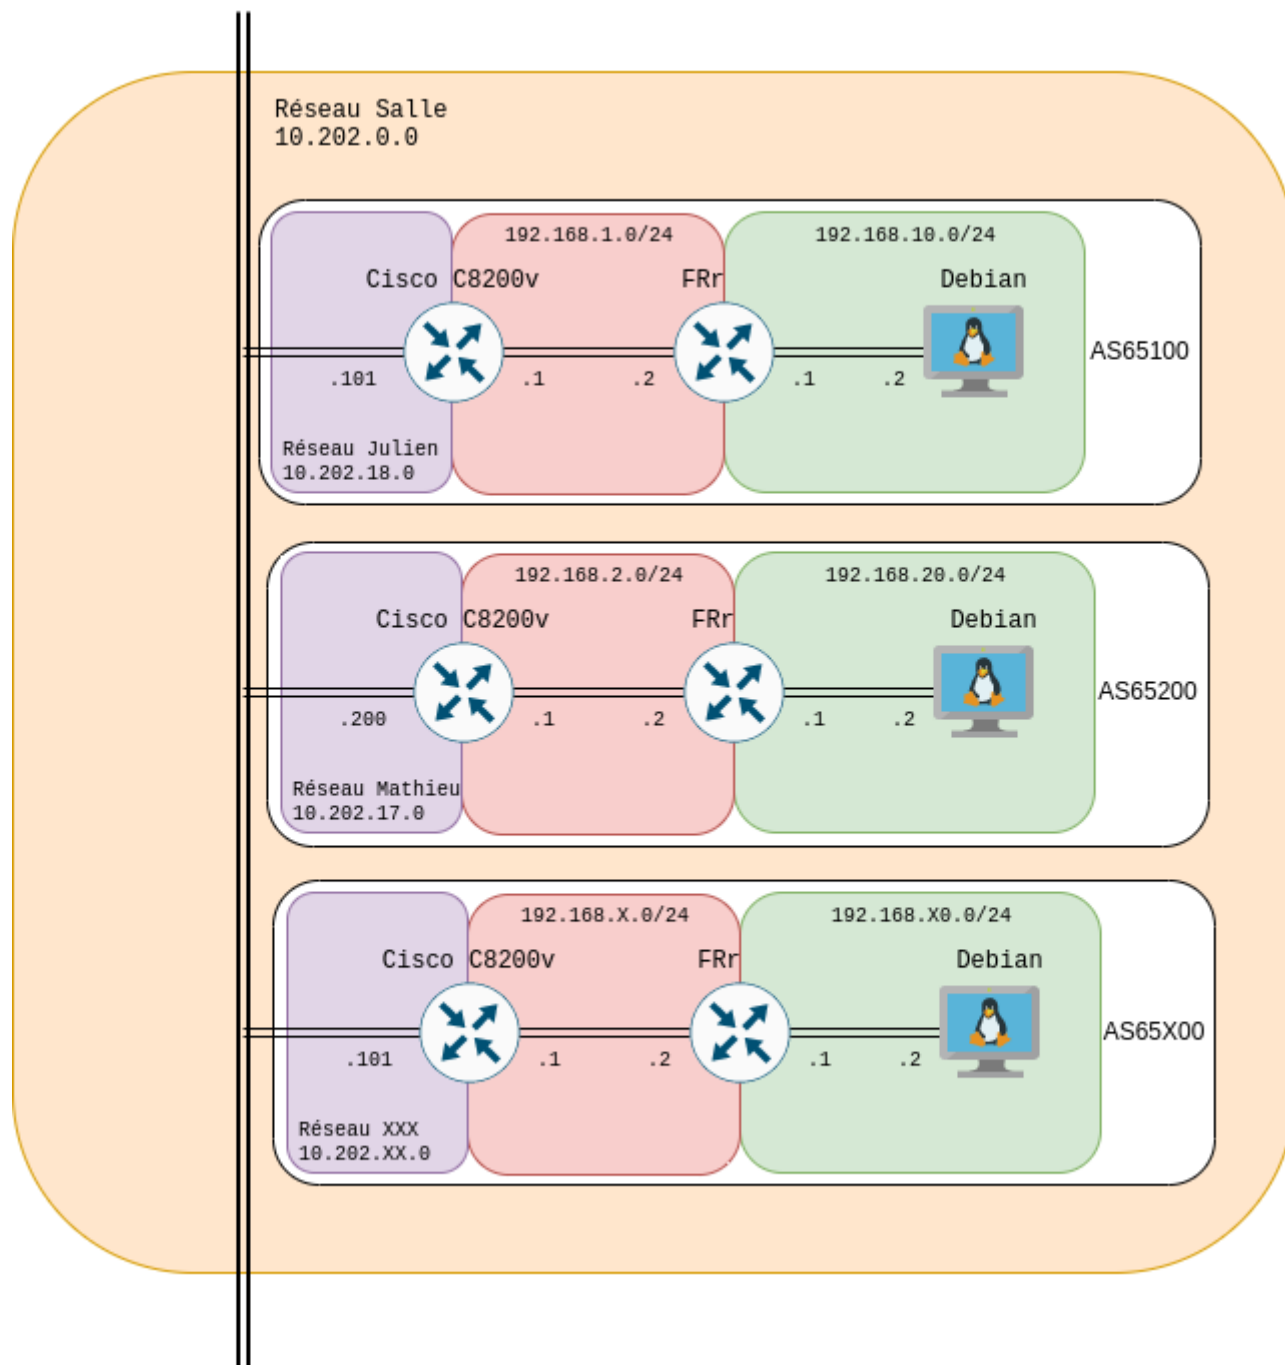 Réseau Salle
10.202.0.0
192.168.1.0/24
192.168.10.0/24
Cisco C8200v
FRr
Debian
AS65100
.101
.1
.2
.1
.2
Réseau Julien
10.202.18.0
192.168.2.0/24
192.168.20.0/24
Cisco C8200v
FRr
Debian
AS65200
.200
.1
.2
.1
.2
Réseau Mathieu
10.202.17.0
192.168.X.0/24
192.168.X0.0/24
Cisco C8200v
FRr
Debian
AS65X00
.101
.1
.2
.1
.2
Réseau XXX
10.202.XX.0